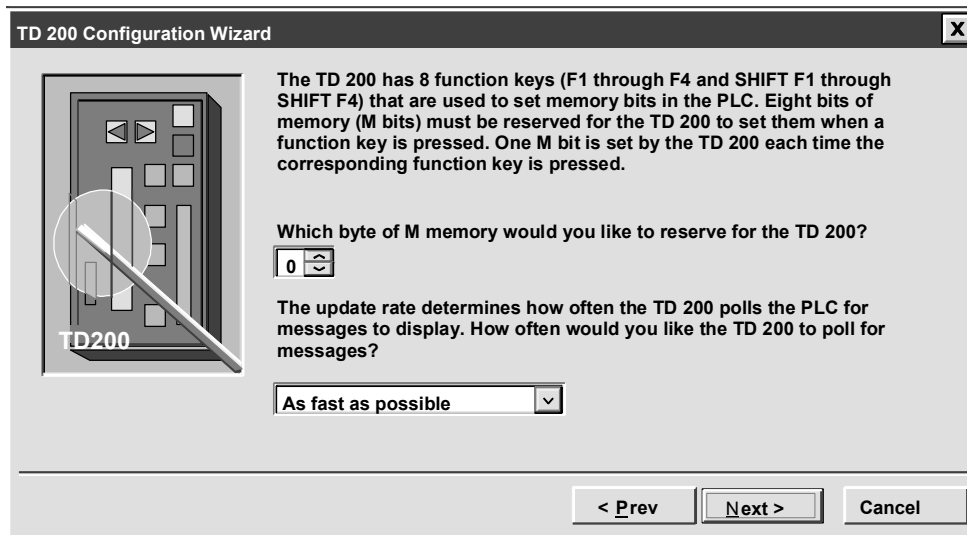 TD 200 Configuration Wizard
X
The TD 200 has 8 function keys (F1 through F4 and SHIFT F1 through
SHIFT F4) that are used to set memory bits in the PLC. Eight bits of
memory (M bits) must be reserved for the TD 200 to set them when a
function key is pressed. One M bit is set by the TD 200 each time the
corresponding function key is pressed.
Which byte of M memory would you like to reserve for the TD 200?
0
The update rate determines how often the TD 200 polls the PLC for
messages to display. How often would you like the TD 200 to poll for
messages?
TD200
As fast as possible
< Prev
Next >
Cancel